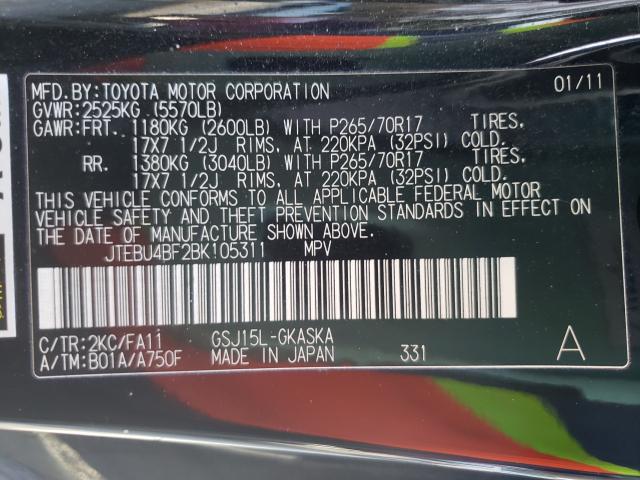 MFD.BY:TOYOTA MOTOR CORPORATION 01/11
GVWR:2525KG (5570LB)
GAWR:FRT. 1180KG (2600LB) WITH P265/70R17 TIRES,
17X7 1/2J RIMS, AT 220KPA (32PSI) COLD.
RR. 1380KG (3040LB) WITH P265/70R17 TIRES,
17X7 1/2J RIMS, AT 220KPA (32PSI) COLD.
THIS VEHICLE CONFORMS TO ALL APPLICABLE FEDERAL MOTOR
VEHICLE SAFETY AND THEFT PREVENTION STANDARDS IN EFFECT ON
THE DATE OF MANUFACTURE SHOWN ABOVE.
JTEBU4BF2BK105311 MPV
C/TR:2KC/FA11 GSJ15L-GKASKA
A/TM:B01A/A750F MADE IN JAPAN 331 A